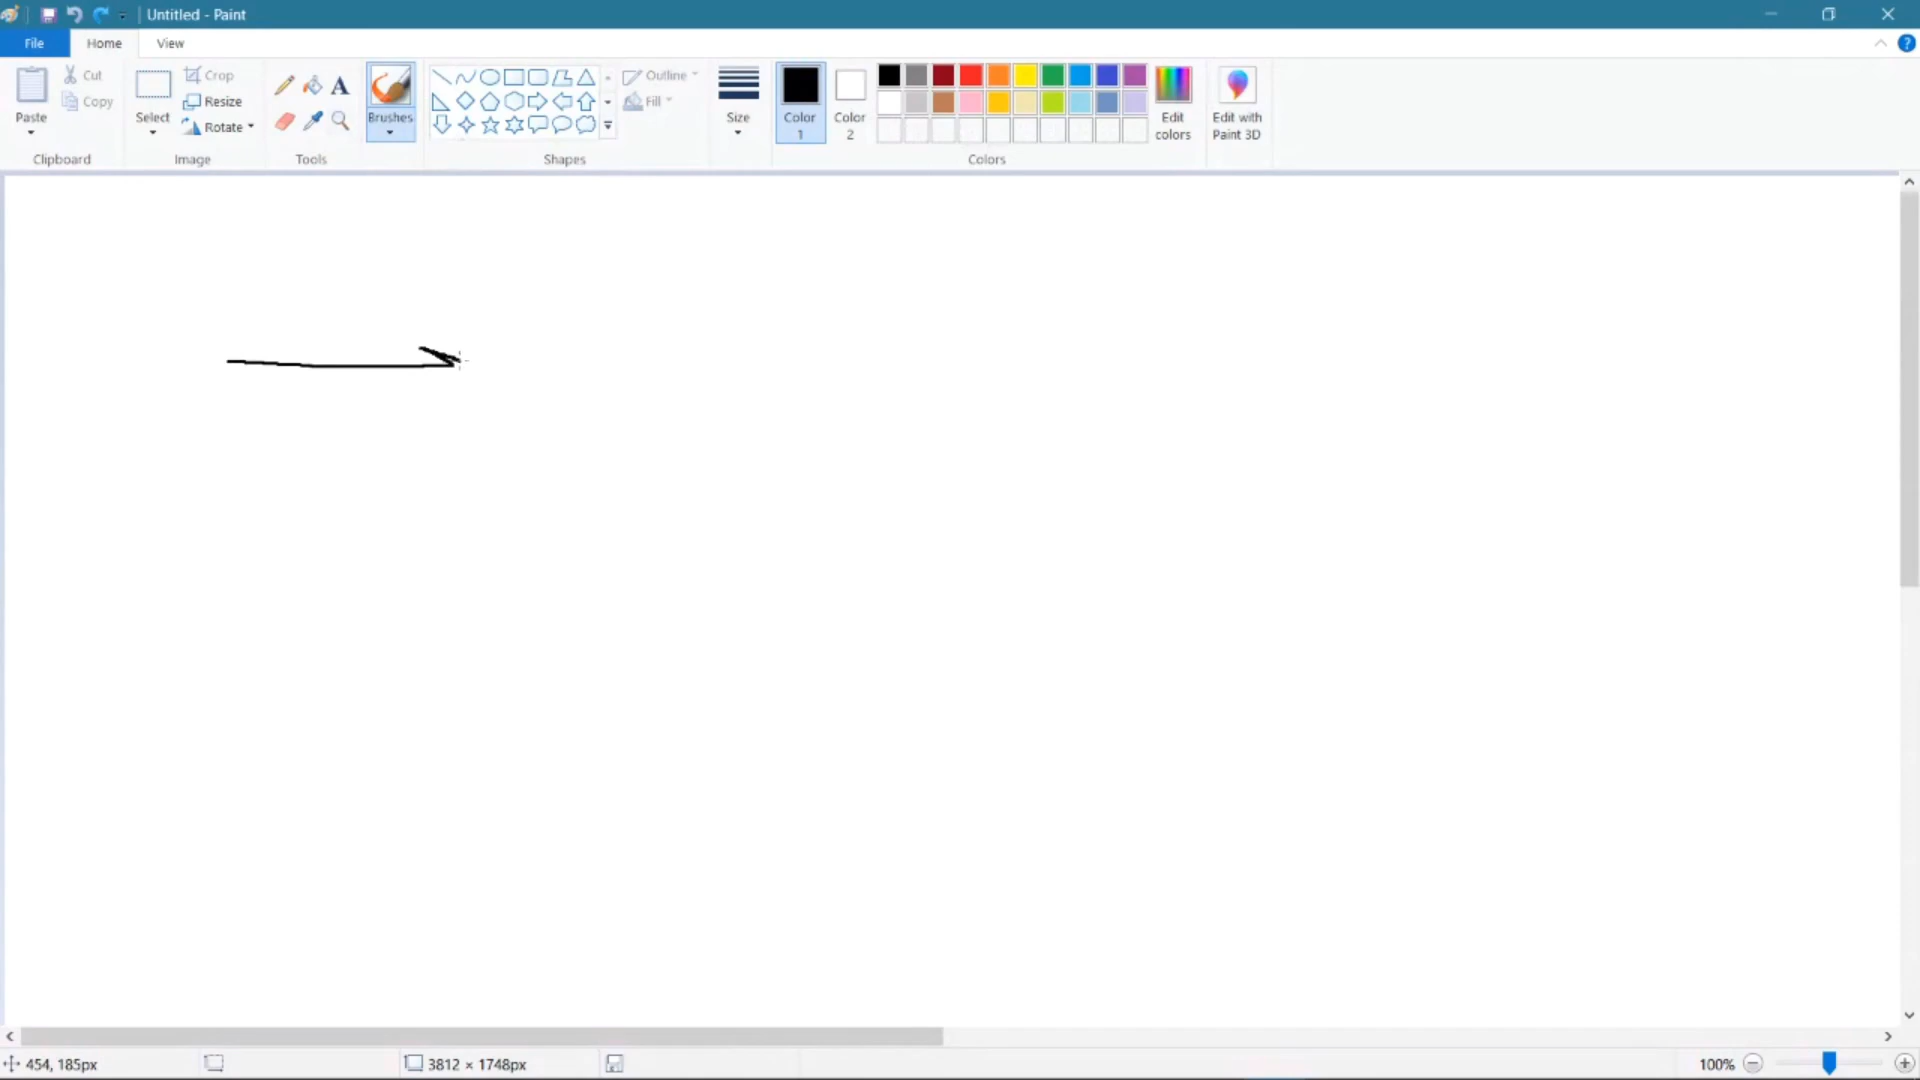 Untitled - Paint
File Home View
Paste
Cut
Copy
Clipboard
Select
Crop
Resize
Rotate
Image
A
Tools
Brushes
Outline
Fill
Shapes
Size
Color
1
Color
2
Edit
colors
Colors
Edit with
Paint 3D
454, 185px
3812 × 1748px
100%